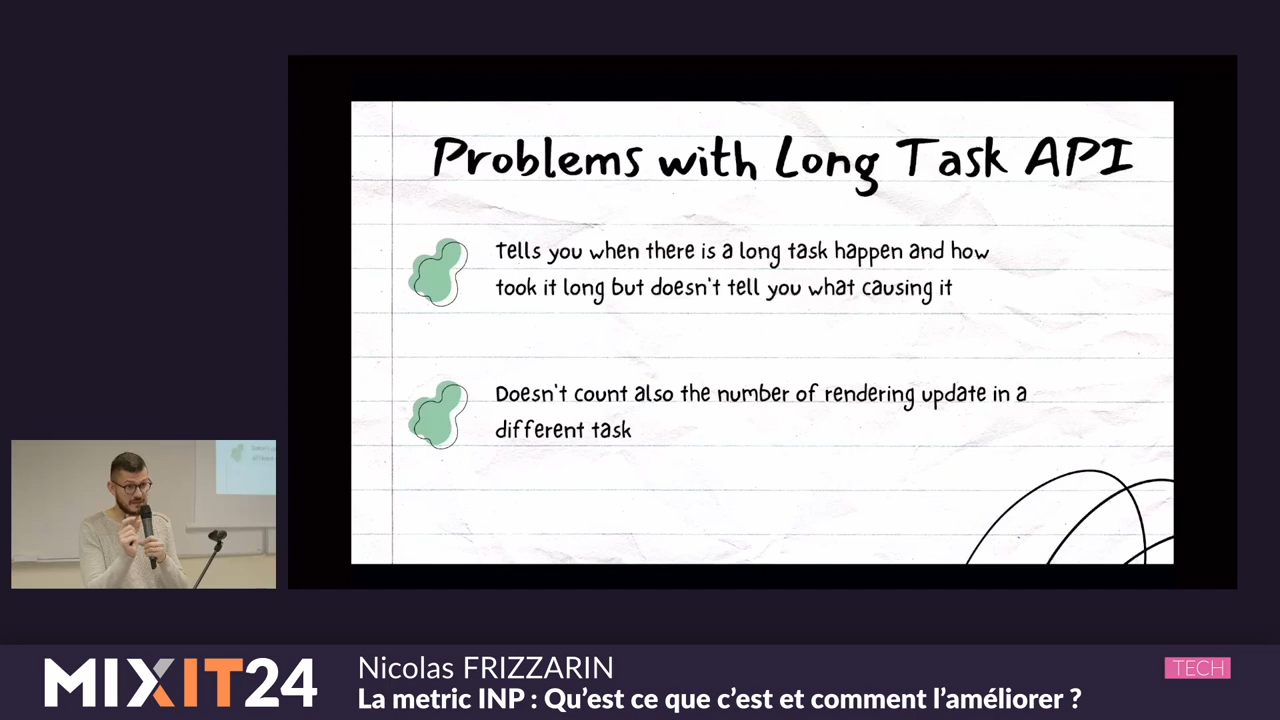 Problems with Long Task API
Tells you when there is a long task happen and how
took it long but doesn't tell you what causing it
Doesn't count also the number of rendering update in a
different task
MIXIT24
Nicolas FRIZZARIN
La metric INP : Qu'est ce que c'est et comment l'améliorer ?
TECH